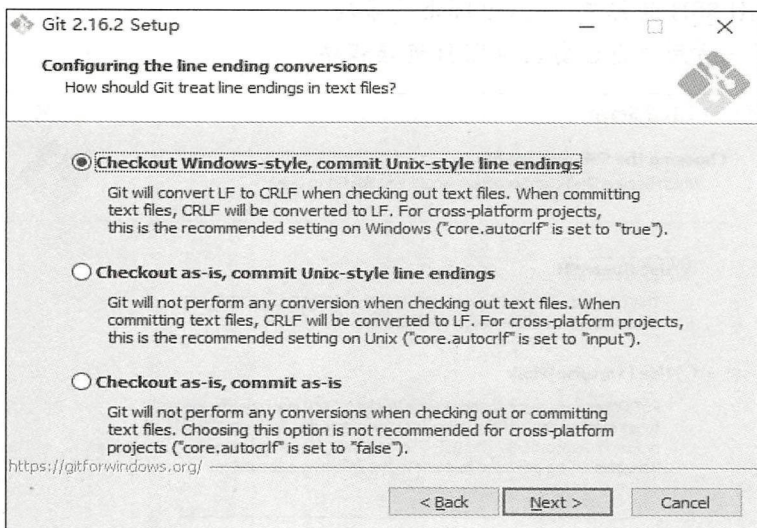 Git 2.16.2 Setup
Configuring the line ending conversions
How should Git treat line endings in text files?
Checkout Windows-style, commit Unix-style line endings
Git will convert LF to CRLF when checking out text files. When committing
text files, CRLF will be converted to LF. For cross-platform projects,
this is the recommended setting on Windows ("core.autocrlf" is set to "true").
Checkout as-is, commit Unix-style line endings
Git will not perform any conversion when checking out text files. When
committing text files, CRLF will be converted to LF. For cross-platform projects,
this is the recommended setting on Unix ("core.autocrlf" is set to "input").
Checkout as-is, commit as-is
Git will not perform any conversions when checking out or committing
text files. Choosing this option is not recommended for cross-platform
projects ("core.autocrlf" is set to "false").
https://gitforwindows.org/
< Back Next > Cancel